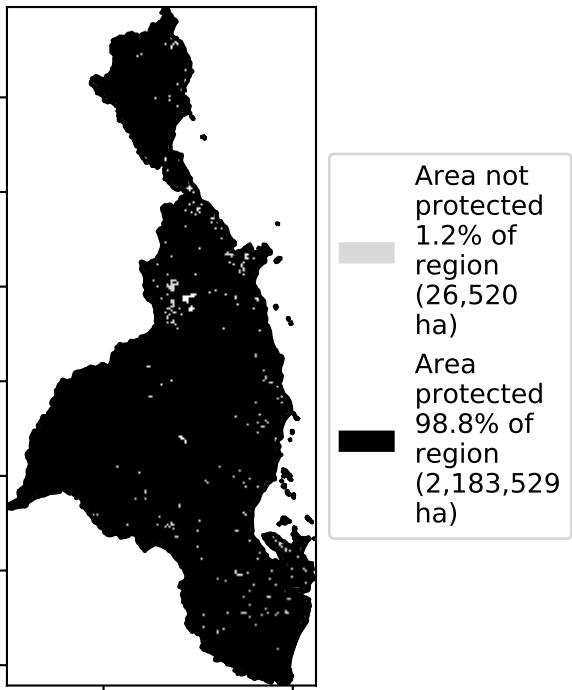 Area not
protected
1.2% of
region
(26,520
ha)
Area
protected
98.8% of
region
(2,183,529
ha)